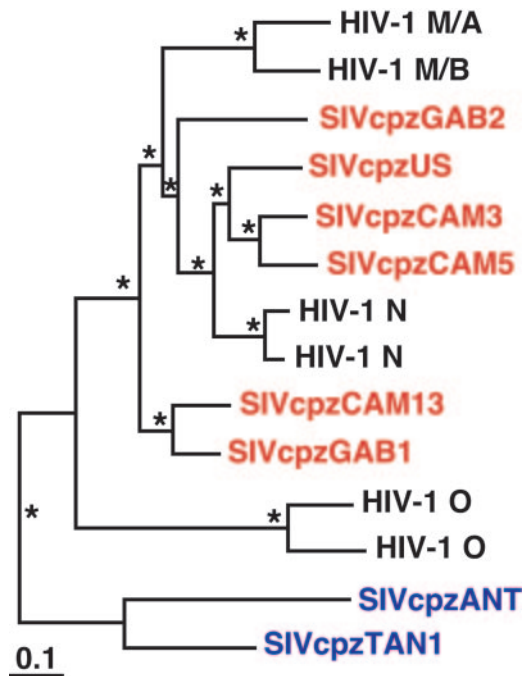 HIV-1 M/A
*
HIV-1 M/B
SIVcpzGAB2
*
SIVcpzUS
*
*
SIVcpzCAM3
*
SIVcpzCAM5
*
*
HIV-1 N
*
HIV-1 N
SIVcpzCAM13
*
SIVcpzGAB1
HIV-1 O
*
*
HIV-1 O
SIVcpzANT
SIVcpzTAN1
0.1